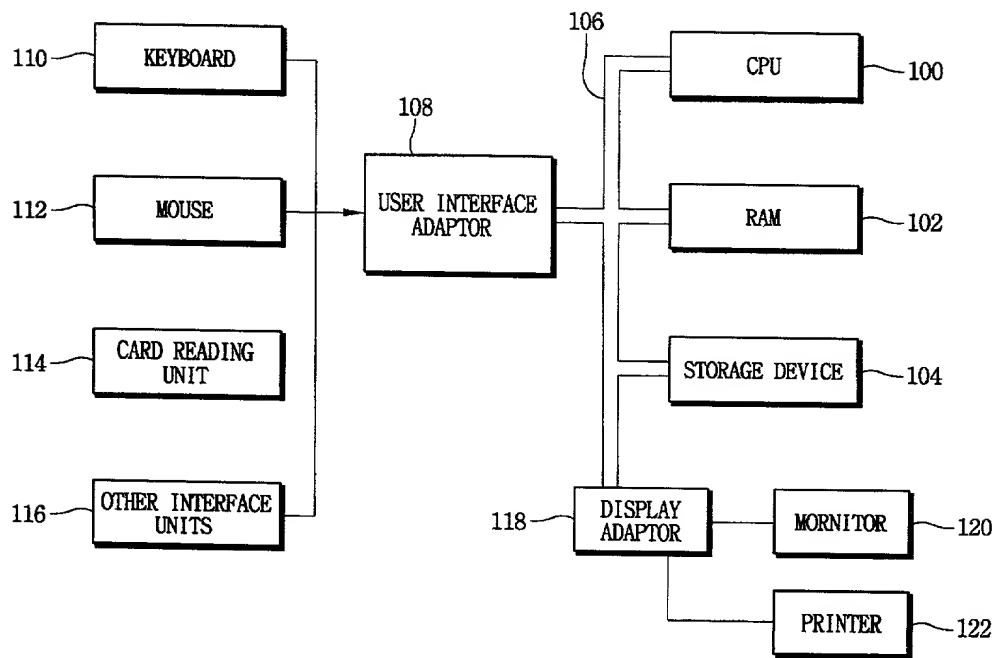 110
KEYBOARD
106
CPU
100
108
112
MOUSE
USER INTERFACE
ADAPTOR
RAM
102
114
CARD READING
UNIT
STORAGE DEVICE
104
116
OTHER INTERFACE
UNITS
118
DISPLAY
ADAPTOR
MORNITOR
120
PRINTER
122